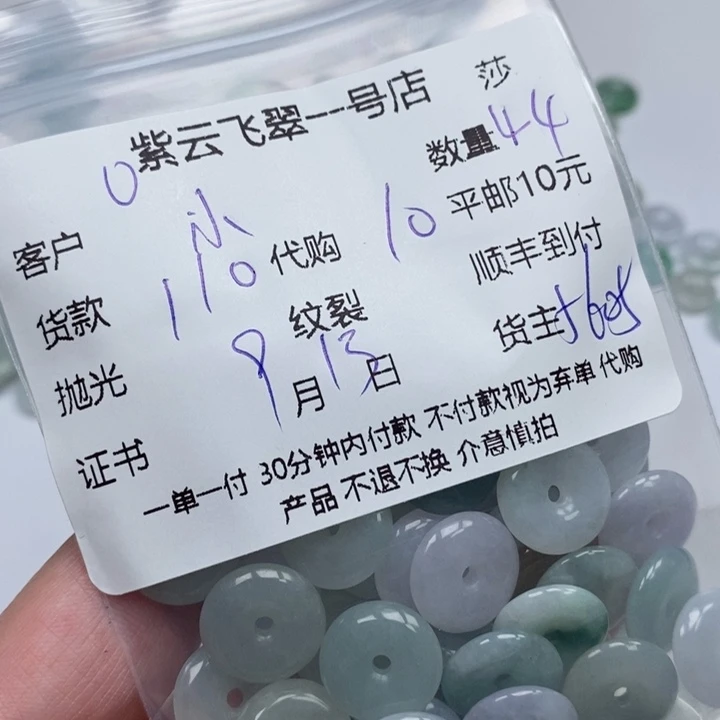 紫云飞翠一号店 莎
客户 0小 数量 44
货款 110 代购 10 平邮10元
抛光 纹裂 顺丰到付
证书 9月13日 货主
一单一付 30分钟内付款 不付款视为弃单 代购
产品 不退不换 介意慎拍